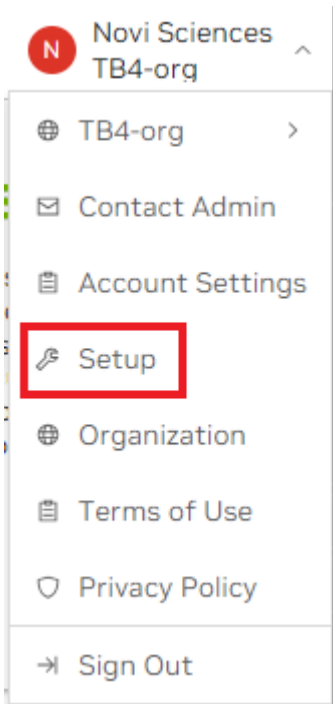 N
Novi Sciences
TB4-org
TB4-org
Contact Admin
Account Settings
Setup
Organization
Terms of Use
Privacy Policy
Sign Out